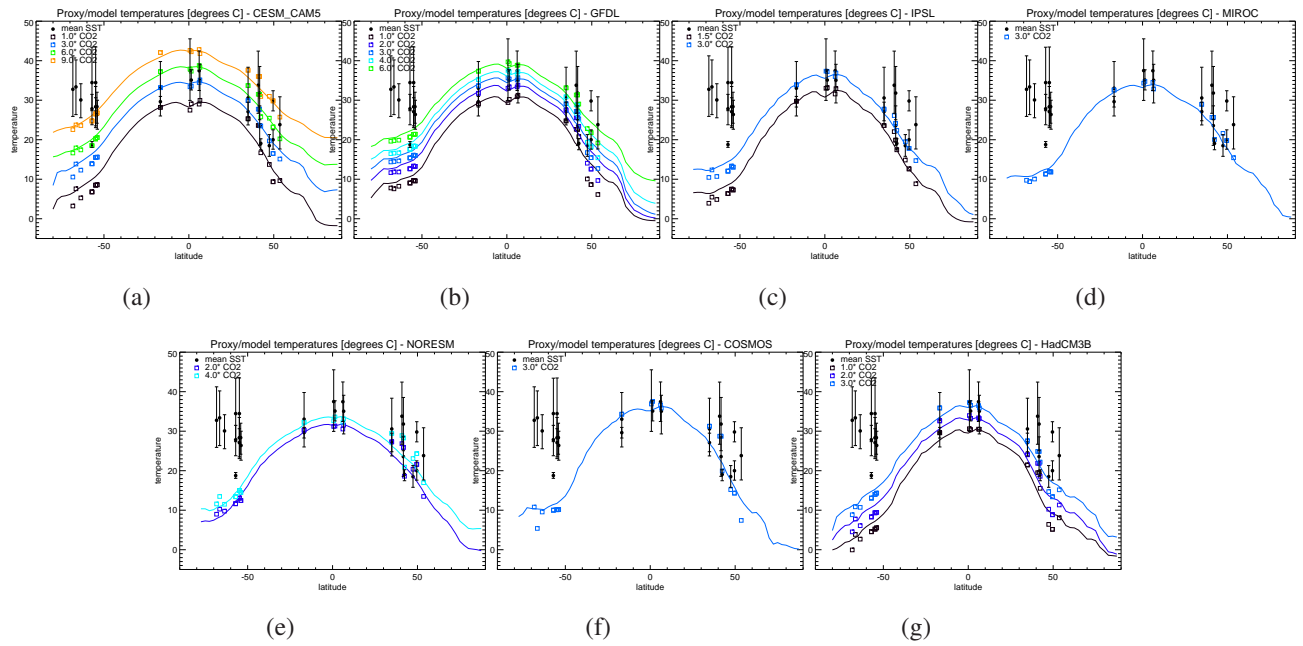 Proxy/model temperatures [degrees C] - CESM_CAM5
50
40
30
20
10
0
temperature
mean SST
1.0* CO2
3.0* CO2
6.0* CO2
9.0* CO2
-50 0 50
latitude
(a)
Proxy/model temperatures [degrees C] - GFDL
50
40
30
20
10
0
temperature
mean SST
1.0* CO2
2.0* CO2
3.0* CO2
4.0* CO2
6.0* CO2
-50 0 50
latitude
(b)
Proxy/model temperatures [degrees C] - IPSL
50
40
30
20
10
0
temperature
mean SST
1.5* CO2
3.0* CO2
-50 0 50
latitude
(c)
Proxy/model temperatures [degrees C] - MIROC
50
40
30
20
10
0
temperature
mean SST
3.0* CO2
-50 0 50
latitude
(d)
Proxy/model temperatures [degrees C] - NORESM
50
40
30
20
10
0
temperature
mean SST
2.0* CO2
4.0* CO2
-50 0 50
latitude
(e)
Proxy/model temperatures [degrees C] - COSMOS
50
40
30
20
10
0
temperature
mean SST
3.0* CO2
-50 0 50
latitude
(f)
Proxy/model temperatures [degrees C] - HadCM3B
50
40
30
20
10
0
temperature
mean SST
1.0* CO2
2.0* CO2
3.0* CO2
-50 0 50
latitude
(g)